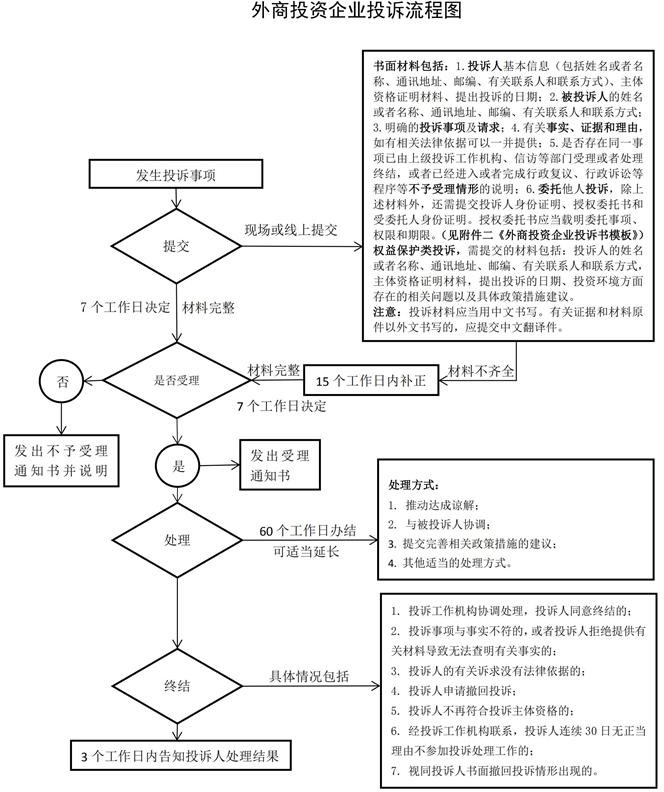 外商投资企业投诉流程图
书面材料包括：1.投诉人基本信息（包括姓名或者名
称、通讯地址、邮编、有关联系人和联系方式）、主体
资格证明材料、提出投诉的日期；2.被投诉人的姓名
或者名称、通讯地址、邮编、有关联系人和联系方式；
3.明确的投诉事项及请求；4.有关事实、证据和理由，
如有相关法律依据可以一并提供；5.是否存在同一事
项已由上级投诉工作机构、信访等部门受理或者处理
终结，或者已经进入或者完成行政复议、行政诉讼等
程序等不予受理情形的说明；6.委托他人投诉，除上
述材料外，还需提交投诉人身份证明、授权委托书和
受委托人身份证明。授权委托书应当载明委托事项、
权限和期限。（见附件二《外商投资企业投诉书模板》）
权益保护类投诉，需提交的材料包括：投诉人的姓名
或者名称、通讯地址、邮编、有关联系人和联系方式，
主体资格证明材料，提出投诉的日期、投资环境方面
存在的相关问题以及具体政策措施建议。
注意：投诉材料应当用中文书写。有关证据和材料原
件以外文书写的，应提交中文翻译件。
发生投诉事项
提交
现场或线上提交
7个工作日决定 材料完整
是否受理
材料完整
15个工作日内补正
材料不齐全
7个工作日决定
否
发出不予受理
通知书并说明
是
发出受理
通知书
处理
60个工作日办结
可适当延长
处理方式：
1. 推动达成谅解；
2. 与被投诉人协调；
3. 提交完善相关政策措施的建议；
4. 其他适当的处理方式。
终结
具体情况包括
1. 投诉工作机构协调处理，投诉人同意终结的；
2. 投诉事项与事实不符的，或者投诉人拒绝提供有
关材料导致无法查明有关事实的；
3. 投诉人的有关诉求没有法律依据的；
4. 投诉人申请撤回投诉；
5. 投诉人不再符合投诉主体资格的；
6. 经投诉工作机构联系，投诉人连续30日无正当
理由不参加投诉处理工作的；
7. 视同投诉人书面撤回投诉情形出现的。
3个工作日内告知投诉人处理结果